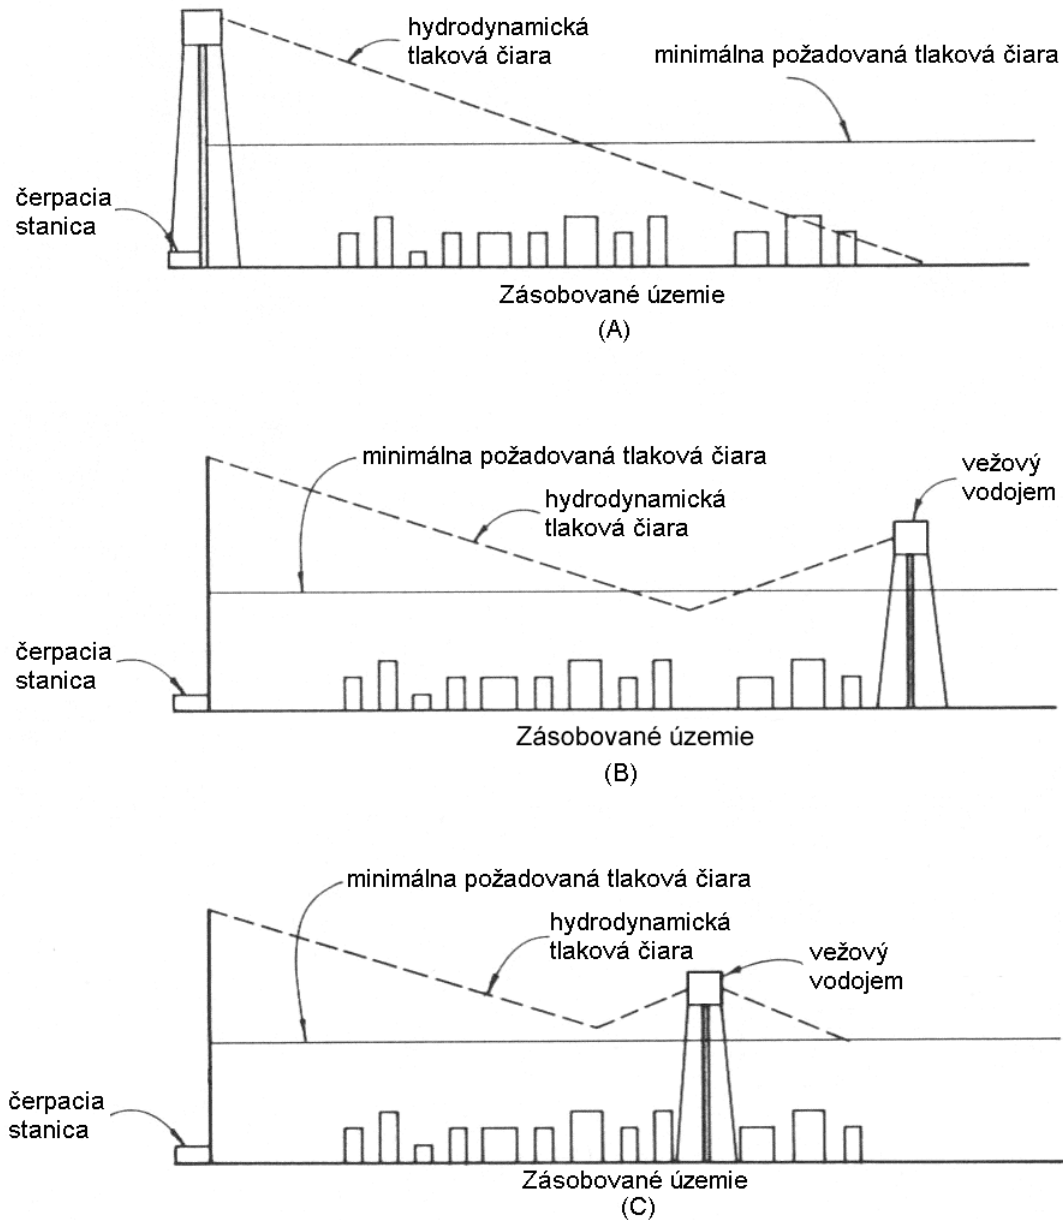 hydrodynamická
tlaková čiara
minimálna požadovaná tlaková čiara
čerpacia
stanica
Zásobované územie
(A)
minimálna požadovaná tlaková čiara
vežový
vodojem
hydrodynamická
tlaková čiara
čerpacia
stanica
Zásobované územie
(B)
minimálna požadovaná tlaková čiara
hydrodynamická
tlaková čiara
vežový
vodojem
čerpacia
stanica
Zásobované územie
(C)